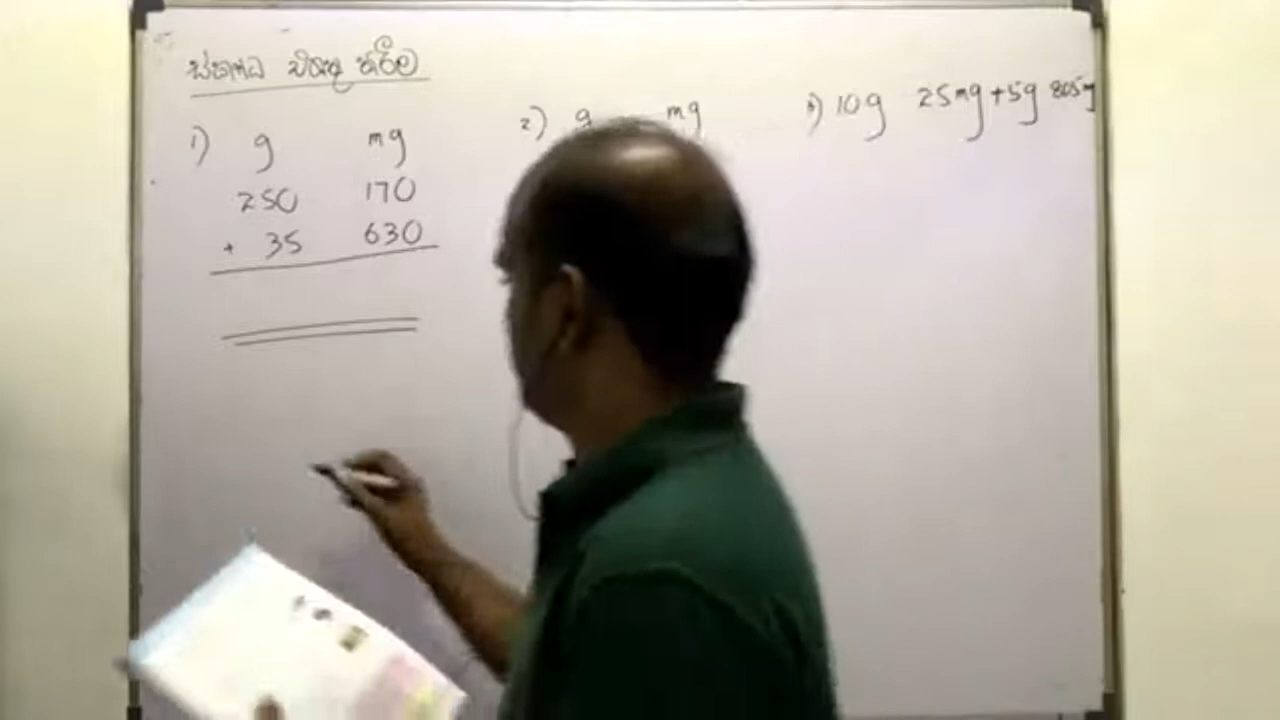 ස්කන්ධ එකතු කිරීම
1) g mg
250 170
+ 35 630
2) g mg
3) 10g 25mg + 5g 805mg